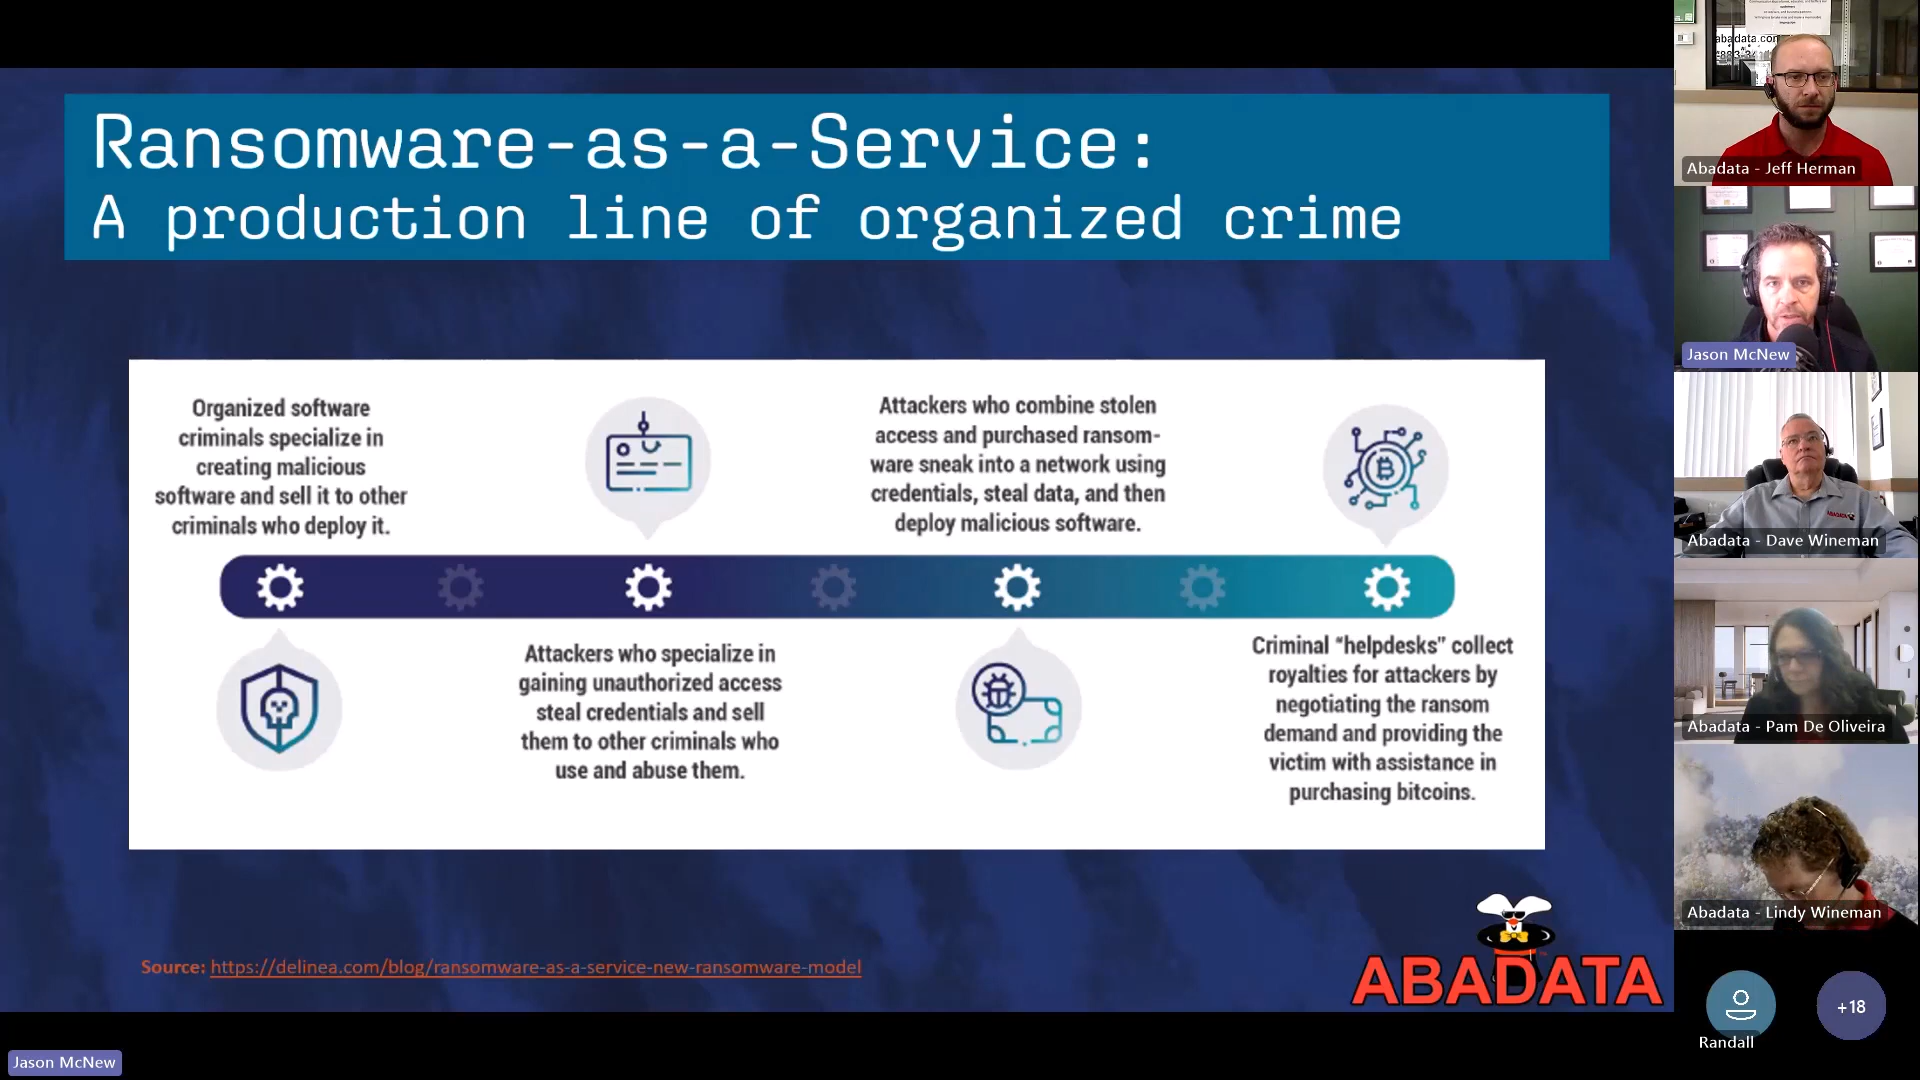 Ransomware-as-a-Service:
A production line of organized crime
Organized software
criminals specialize in
creating malicious
software and sell it to other
criminals who deploy it.
Attackers who specialize in
gaining unauthorized access
steal credentials and sell
them to other criminals who
use and abuse them.
Attackers who combine stolen
access and purchased ransom-
ware sneak into a network using
credentials, steal data, and then
deploy malicious software.
Criminal “helpdesks” collect
royalties for attackers by
negotiating the ransom
demand and providing the
victim with assistance in
purchasing bitcoins.
Source: https://delinea.com/blog/ransomware-as-a-service-new-ransomware-model
ABADATA
Jason McNew
abadata.com
Abadata - Jeff Herman
Jason McNew
ABADATA
Abadata - Dave Wineman
Abadata - Pam De Oliveira
Abadata - Lindy Wineman
Randall
+18